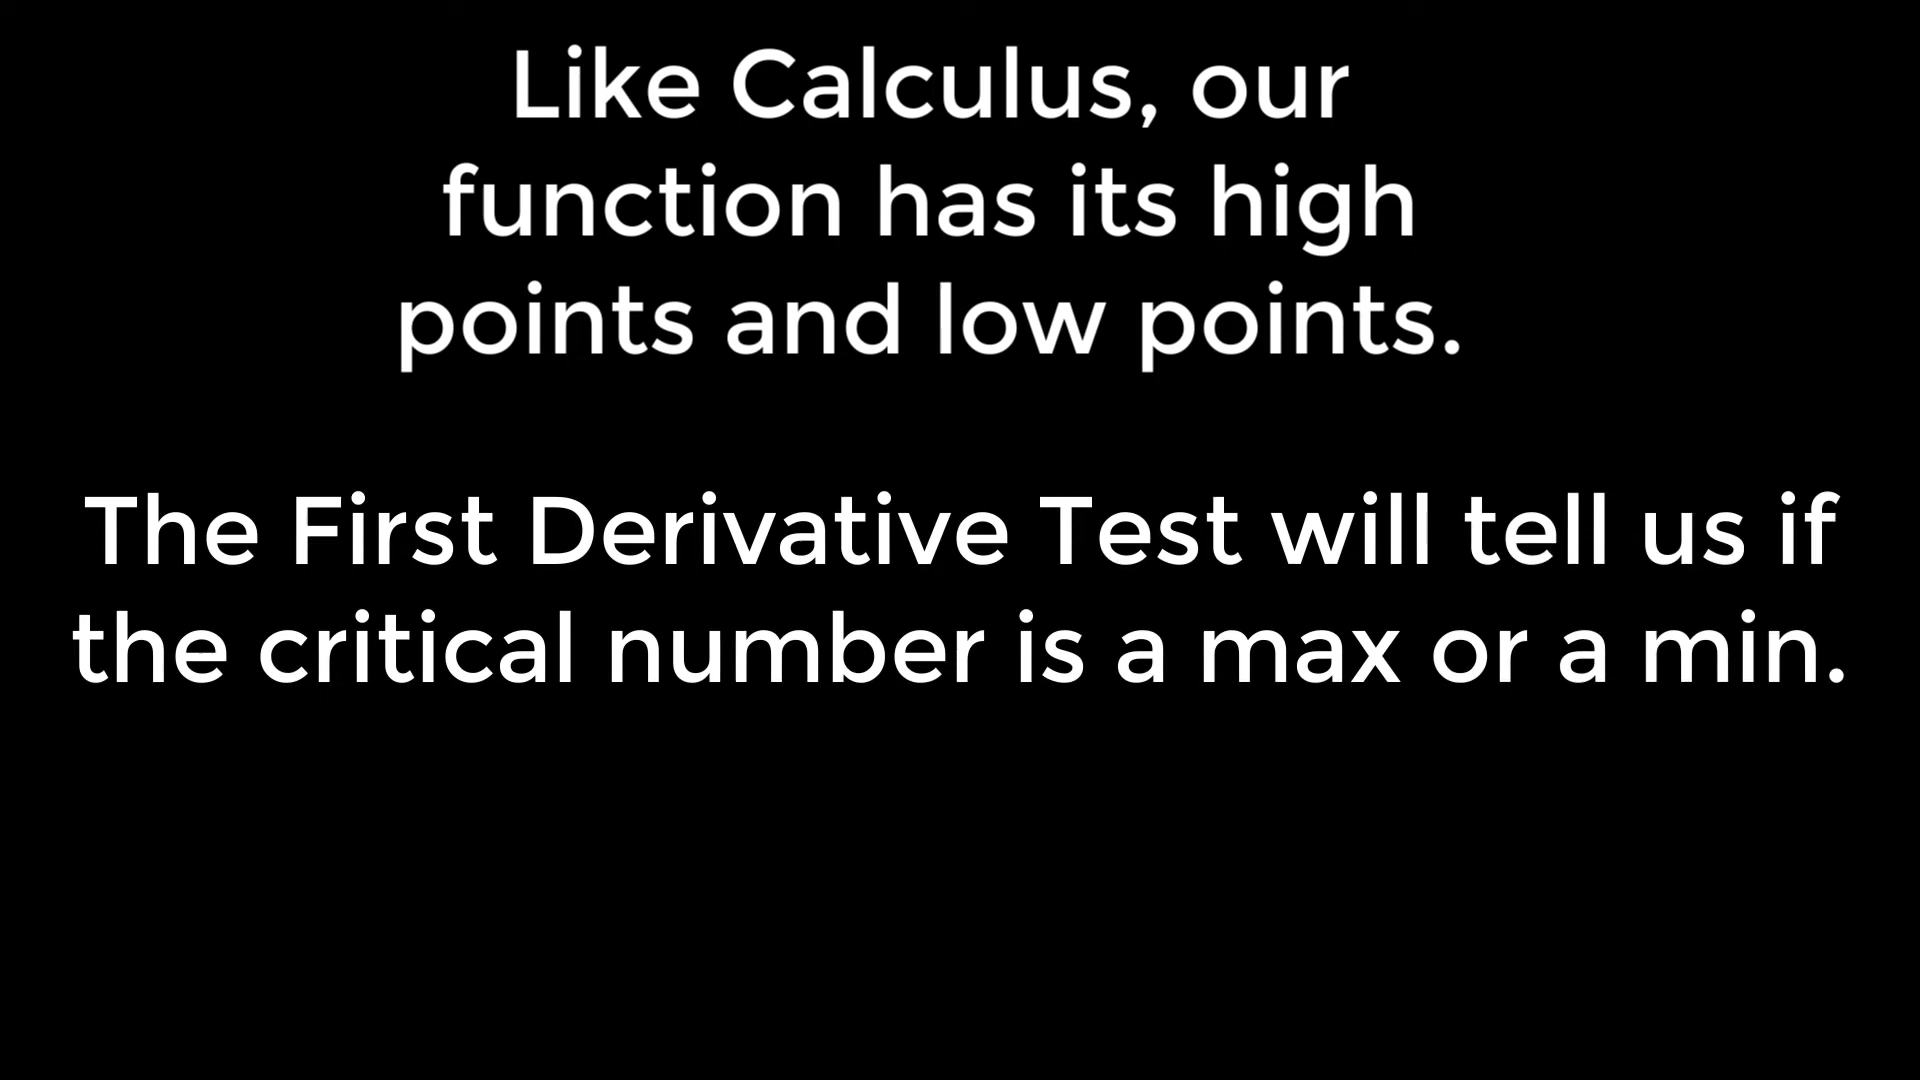 Like Calculus, our
function has its high
points and low points.
The First Derivative Test will tell us if
the critical number is a max or a min.